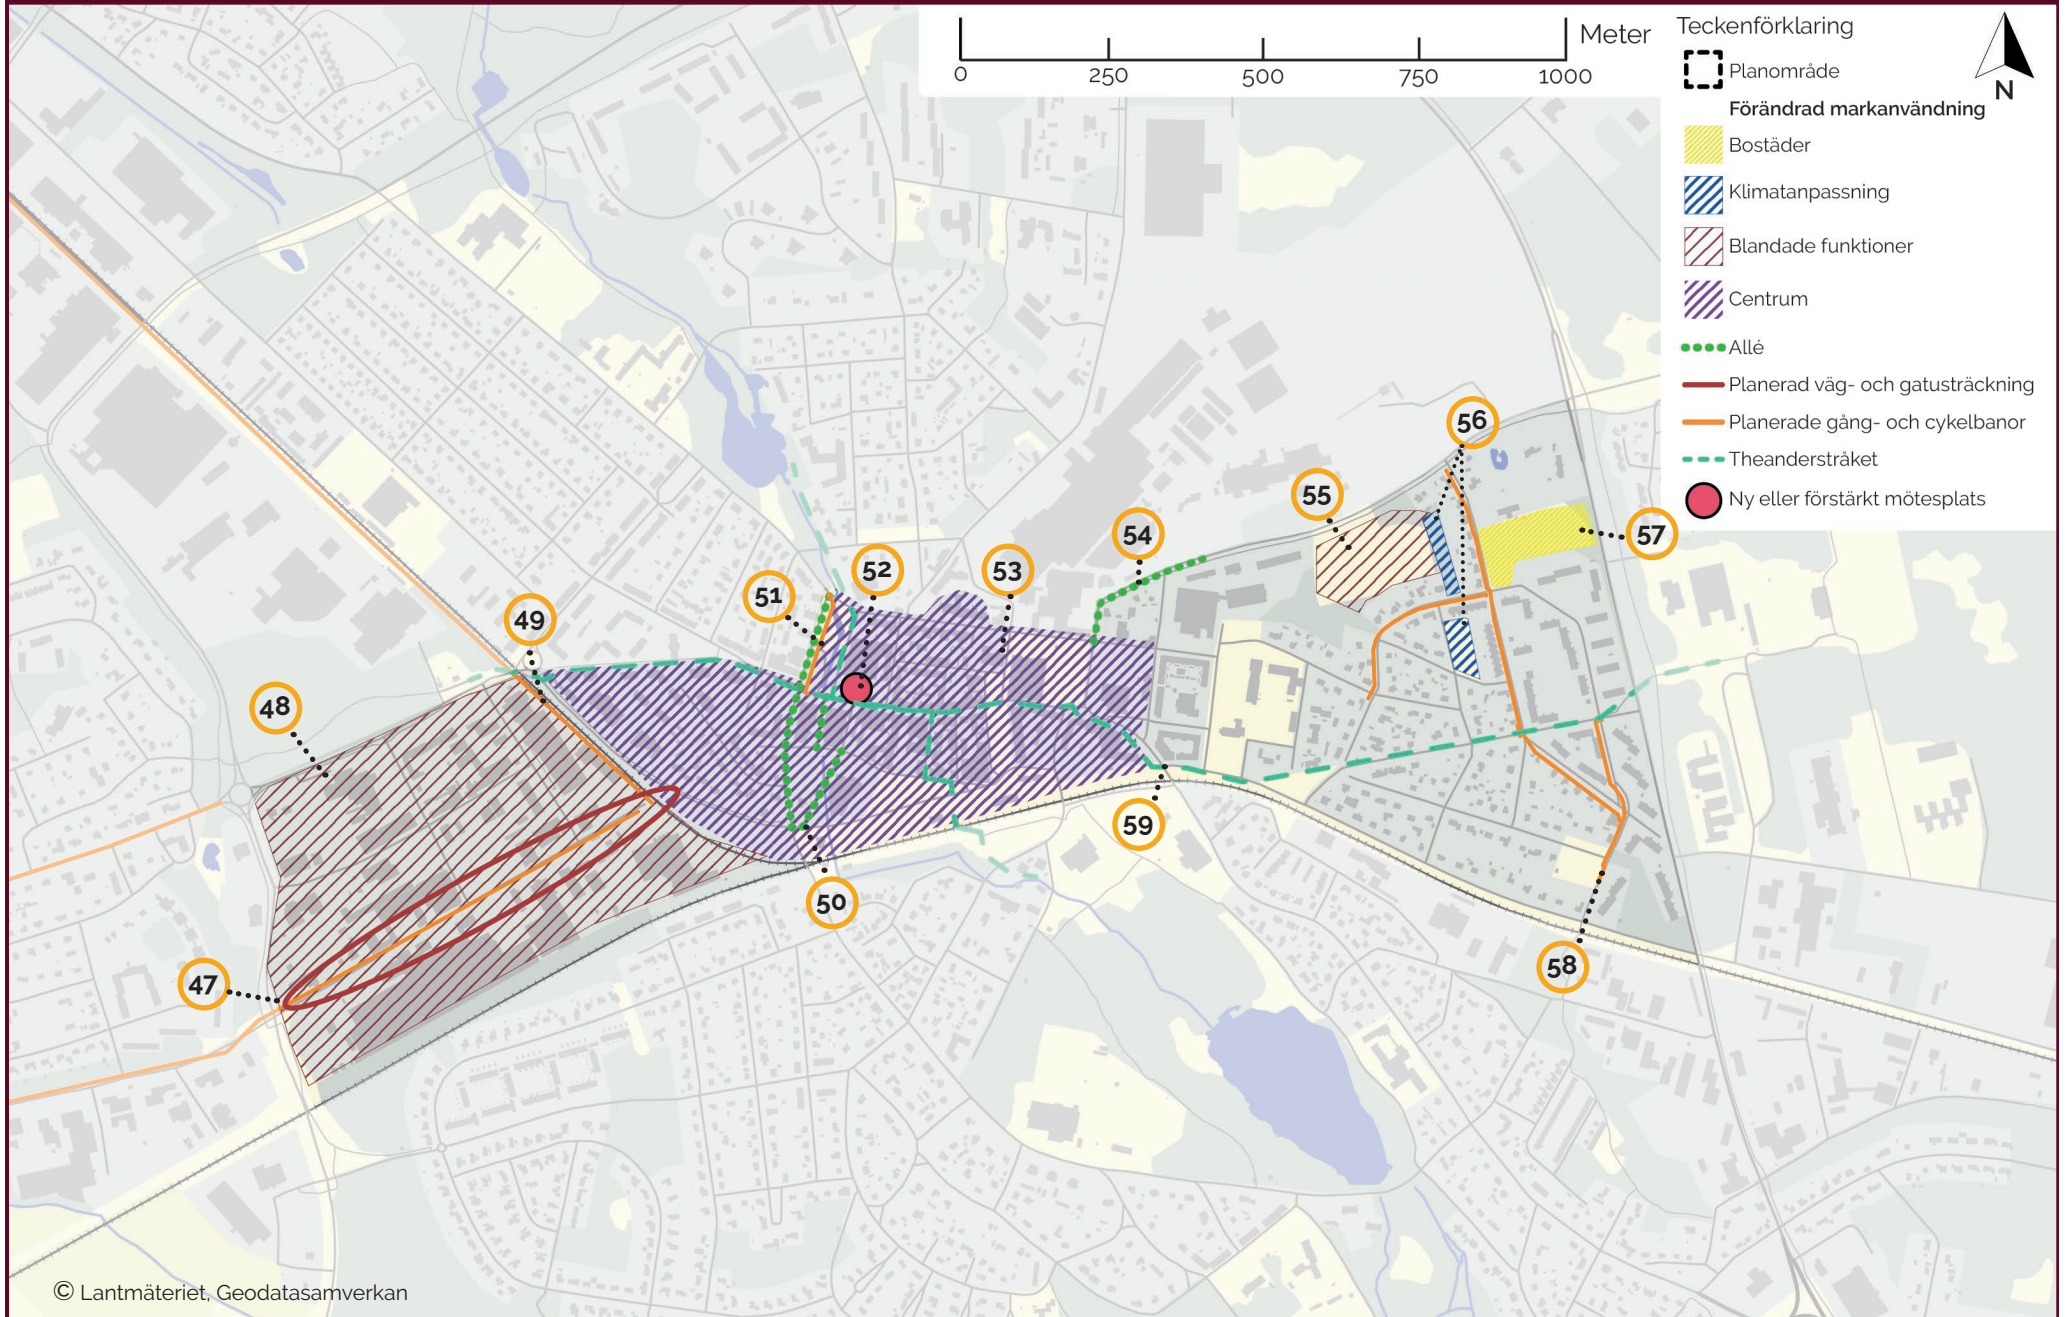 Meter
0 250 500 750 1000
Teckenförklaring
Planområde
Förändrad markanvändning
Bostäder
Klimatanpassning
Blandade funktioner
Centrum
Allé
Planerad väg- och gatusträckning
Planerade gång- och cykelbanor
Theanderstråket
Ny eller förstärkt mötesplats
N
56
55
54
57
52
53
51
49
48
59
50
58
47
© Lantmäteriet, Geodatasamverkan